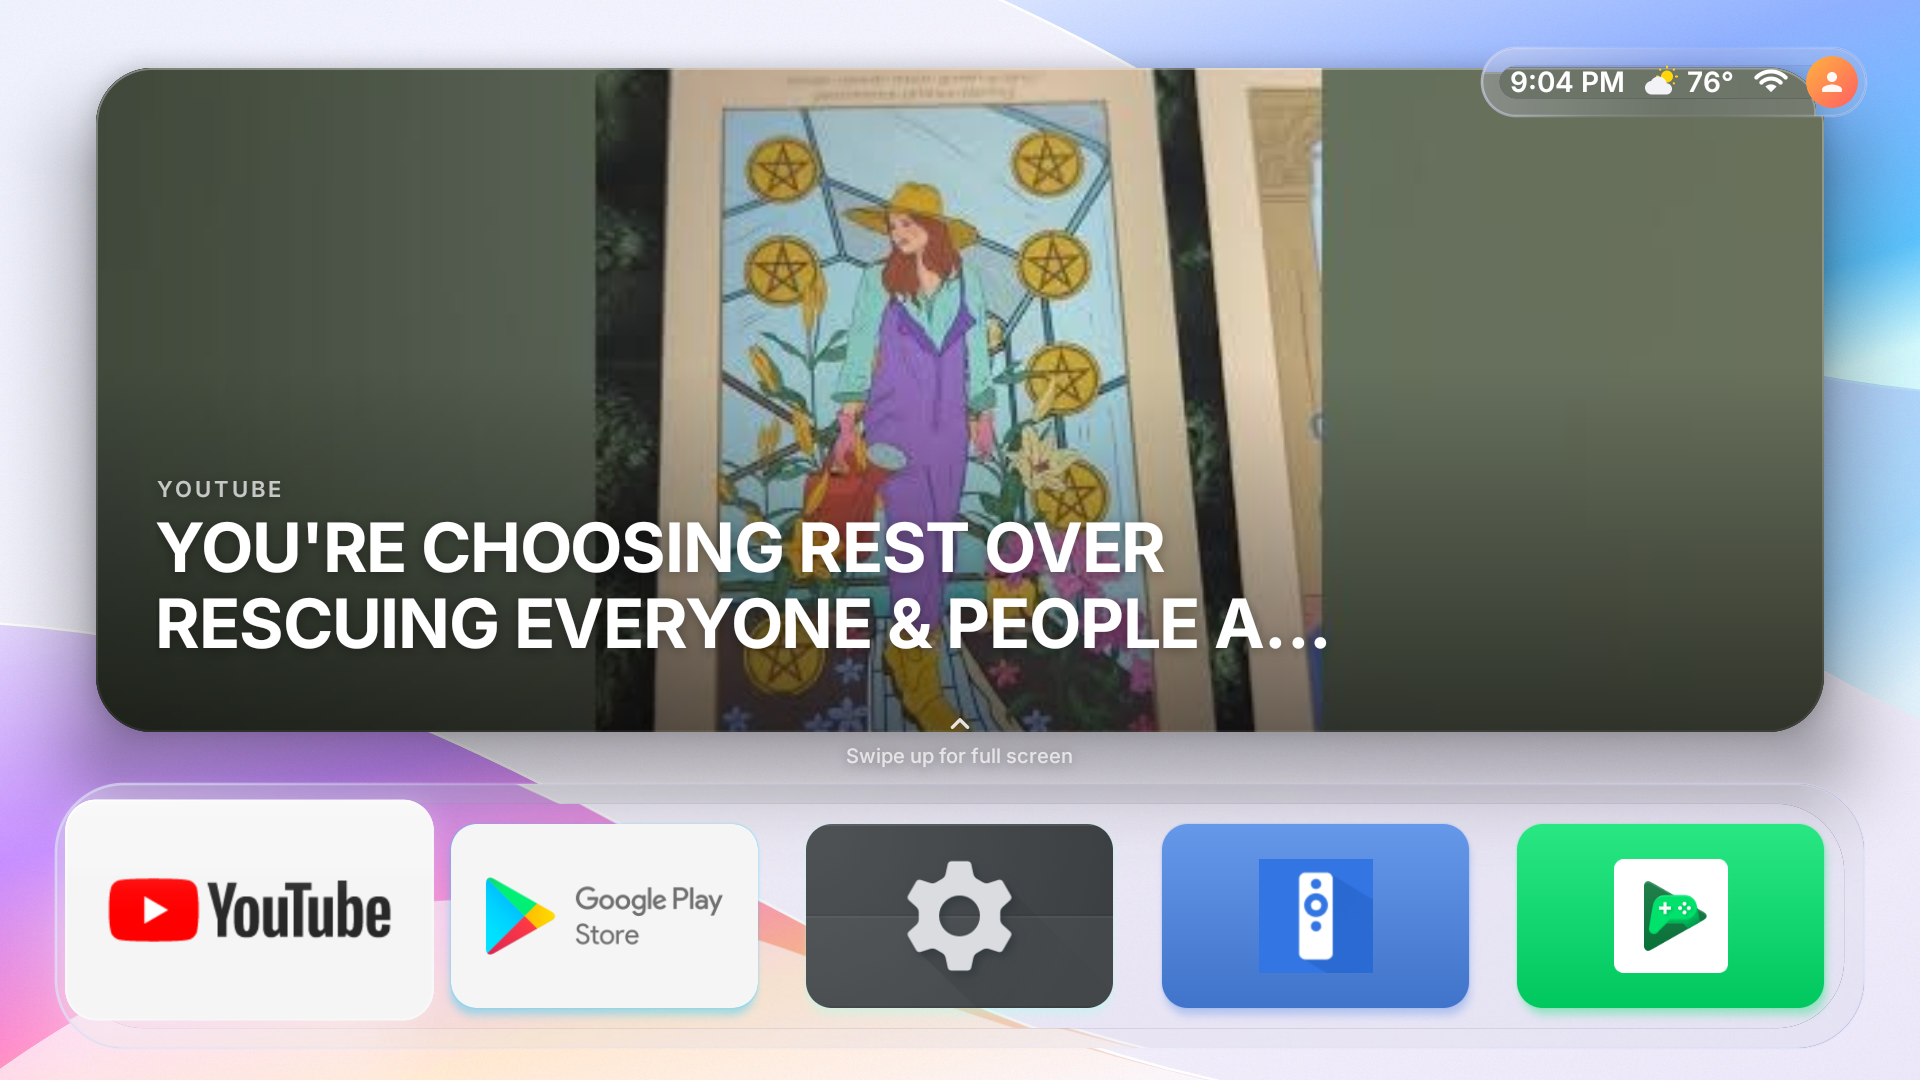 9:04 PM 76°
YOUTUBE
YOU'RE CHOOSING REST OVER
RESCUING EVERYONE & PEOPLE A...
Swipe up for full screen
YouTube
Google Play
Store